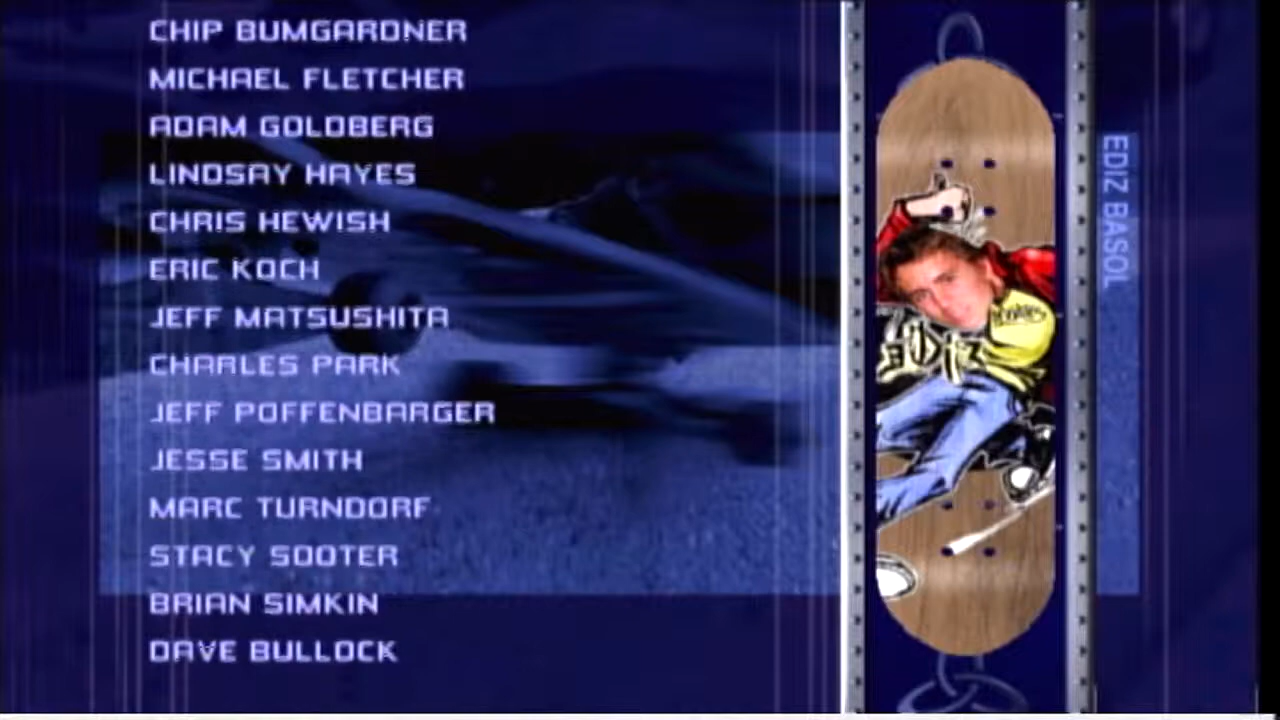 CHIP BUMGARDNER
MICHAEL FLETCHER
ADAM GOLDBERG
LINDSAY HAYES
CHRIS HEWISH
ERIC KOCH
JEFF MATSUSHITA
CHARLES PARK
JEFF POFFENBARGER
JESSE SMITH
MARC TURNDORF
STACY SOOTER
BRIAN SIMKIN
DAVE BULLOCK
EDIZ
EDIZ BASOL